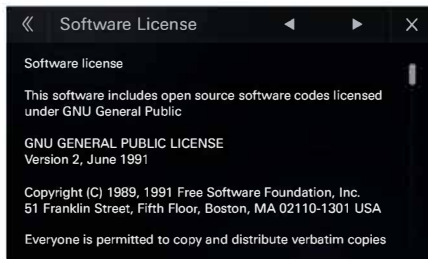 Software License
Software license
This software includes open source software codes licensed
under GNU General Public
GNU GENERAL PUBLIC LICENSE
Version 2, June 1991
Copyright (C) 1989, 1991 Free Software Foundation, Inc.
51 Franklin Street, Fifth Floor, Boston, MA 02110-1301 USA
Everyone is permitted to copy and distribute verbatim copies